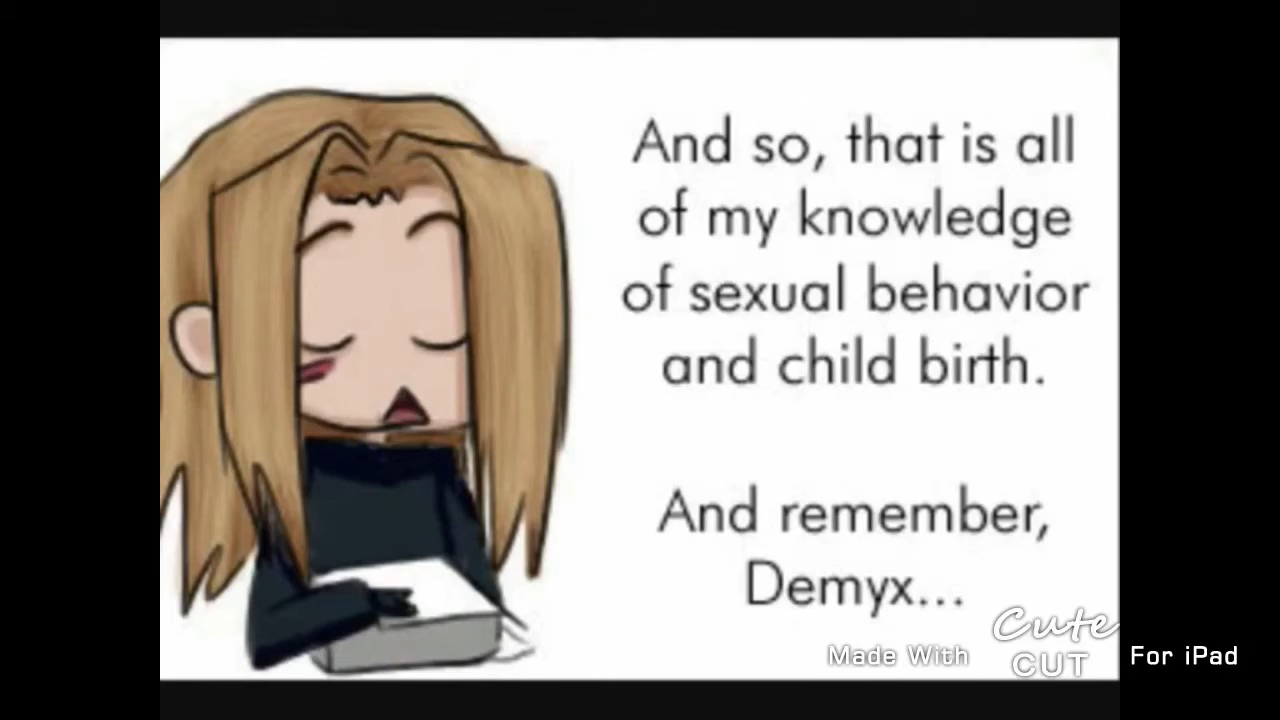 And so, that is all
of my knowledge
of sexual behavior
and child birth.
And remember,
Demyx...
Made With Cute CUT For iPad